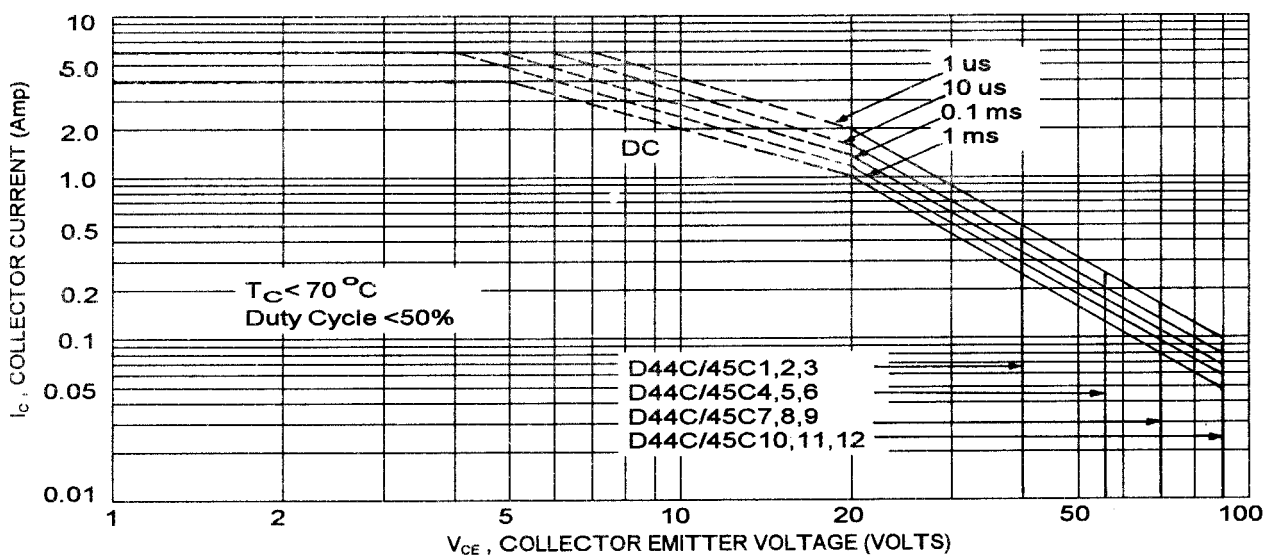 I_C , COLLECTOR CURRENT (Amp)
10
5.0
2.0
1.0
0.5
0.2
0.1
0.05
0.01
1 us
10 us
0.1 ms
1 ms
DC
T_C < 70 °C
Duty Cycle <50%
D44C/45C1,2,3
D44C/45C4,5,6
D44C/45C7,8,9
D44C/45C10,11,12
1 2 5 10 20 50 100
V_CE , COLLECTOR EMITTER VOLTAGE (VOLTS)